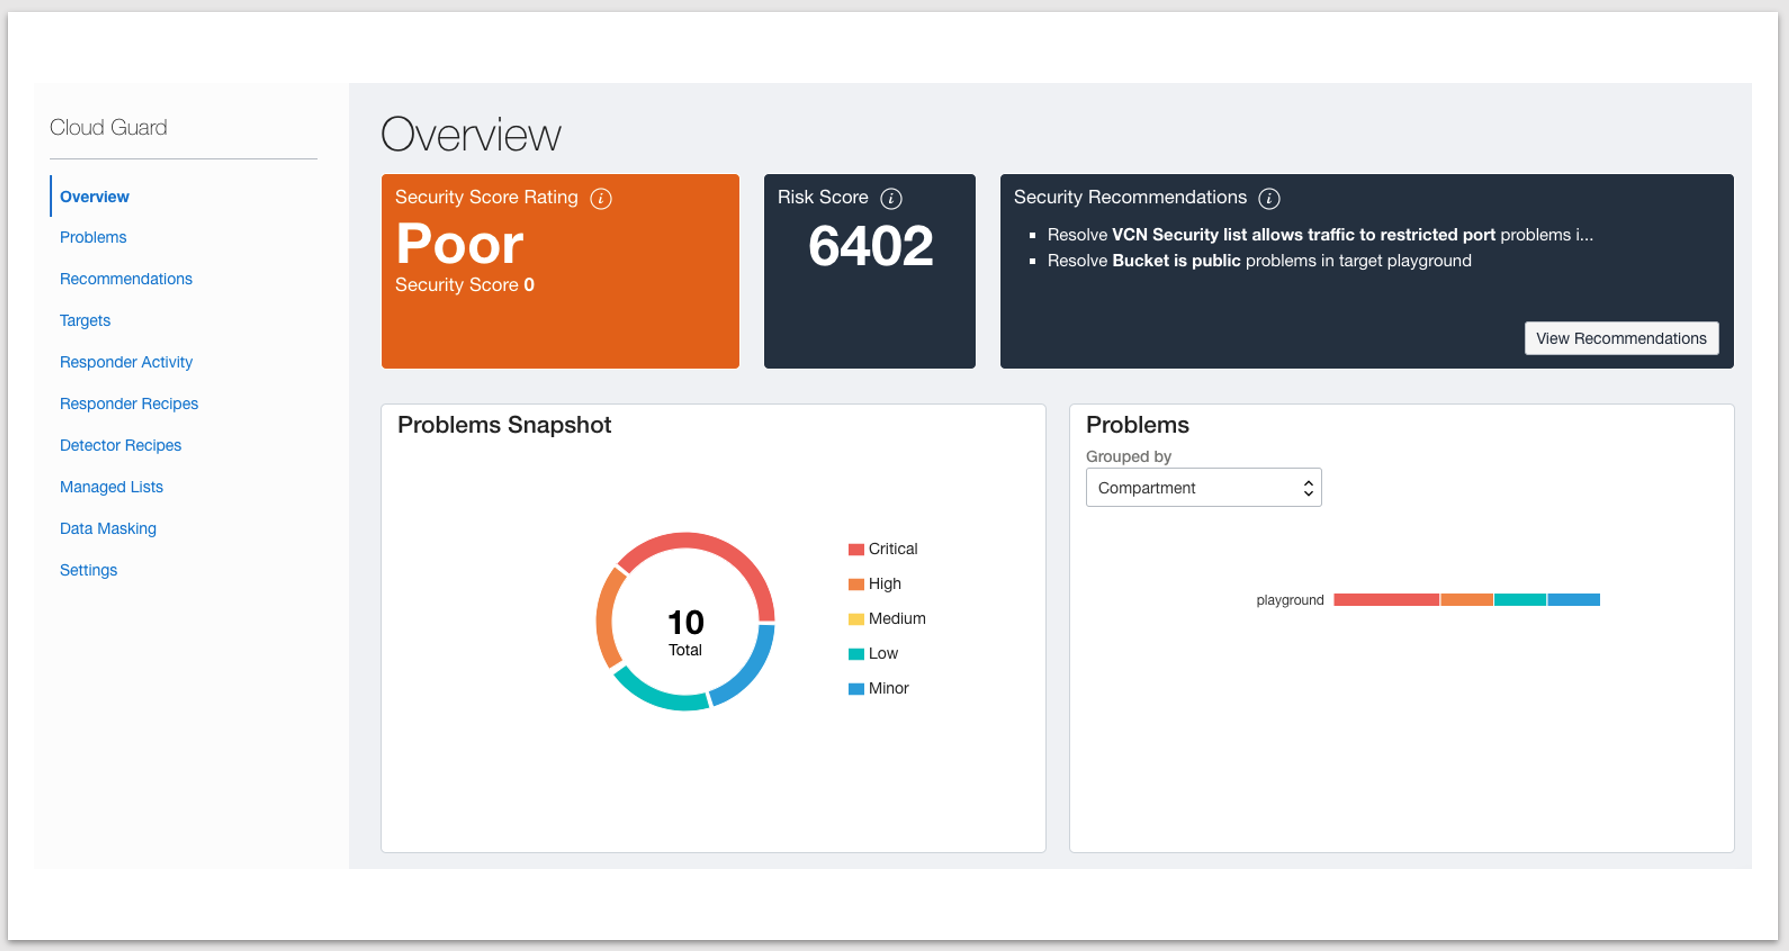 Cloud Guard
Overview
Problems
Recommendations
Targets
Responder Activity
Responder Recipes
Detector Recipes
Managed Lists
Data Masking
Settings
Overview
Security Score Rating i
Poor
Security Score 0
Risk Score i
6402
Security Recommendations i
Resolve VCN Security list allows traffic to restricted port problems i...
Resolve Bucket is public problems in target playground
View Recommendations
Problems Snapshot
10
Total
Critical
High
Medium
Low
Minor
Problems
Grouped by
Compartment
playground